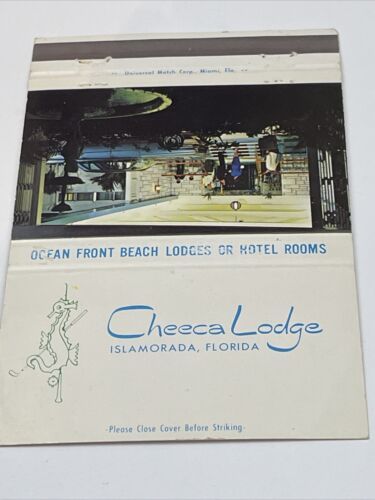 Universal Match Corp., Miami, Fla.
OCEAN FRONT BEACH LODGES OR HOTEL ROOMS
Cheeca Lodge
ISLAMORADA, FLORIDA
-Please Close Cover Before Striking-